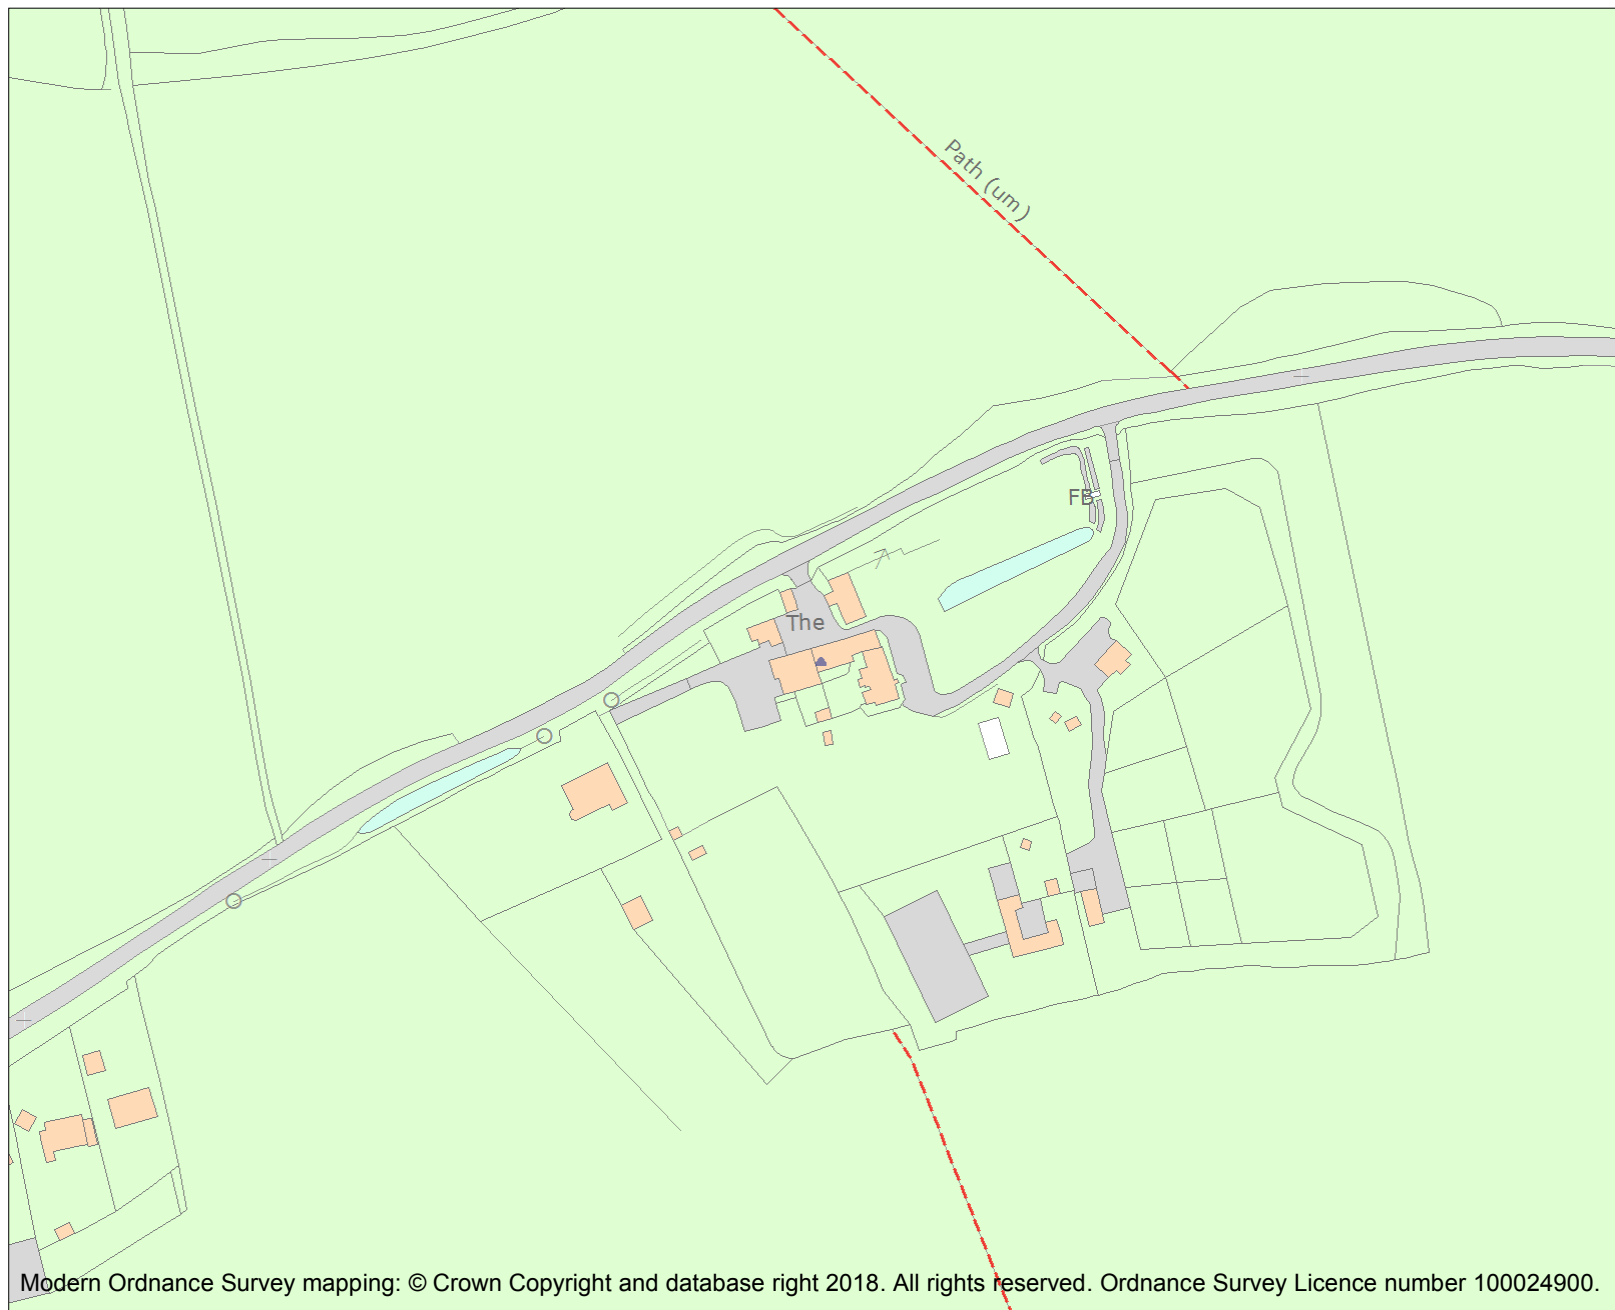 Path (um)
FB
The
Modern Ordnance Survey mapping: © Crown Copyright and database right 2018. All rights reserved. Ordnance Survey Licence number 100024900.